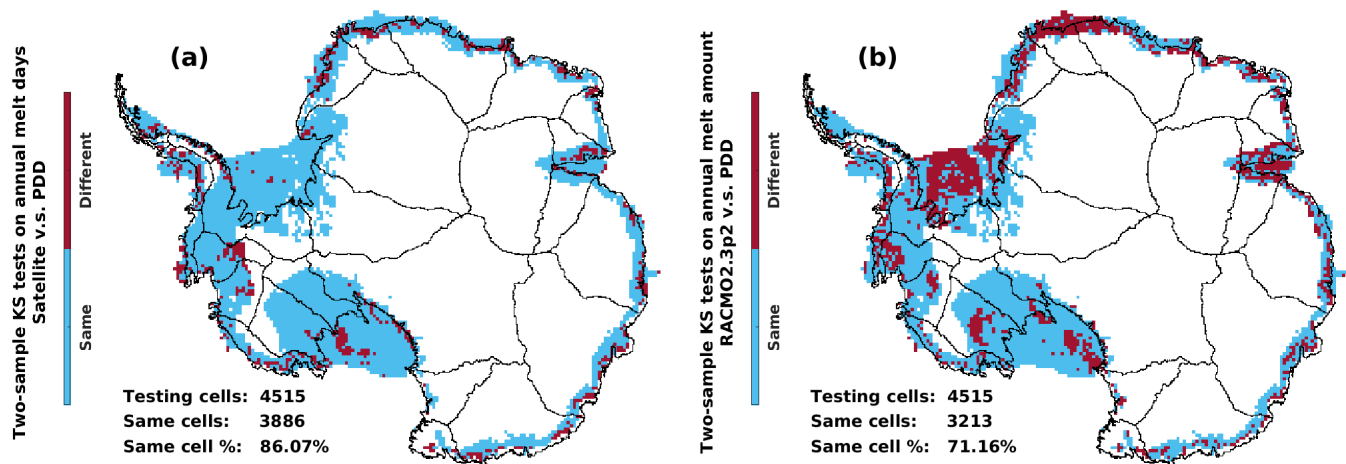 Two-sample KS tests on annual melt days
Satellite v.s. PDD
Different
Same
(a)
Testing cells: 4515
Same cells: 3886
Same cell %: 86.07%
Two-sample KS tests on annual melt amount
RACMO2.3p2 v.s. PDD
Different
Same
(b)
Testing cells: 4515
Same cells: 3213
Same cell %: 71.16%